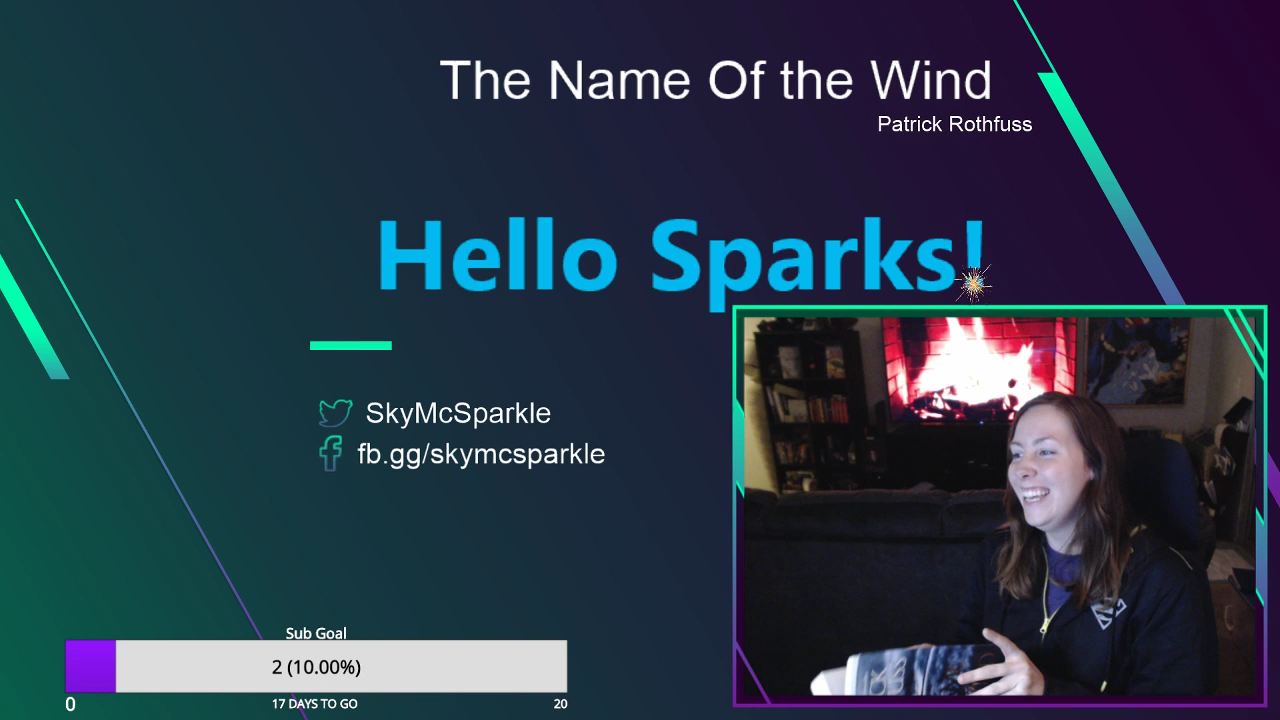 The Name Of the Wind
Patrick Rothfuss
Hello Sparks!
SkyMcSparkle
fb.gg/skymcsparkle
Sub Goal
2 (10.00%)
0
17 DAYS TO GO
20